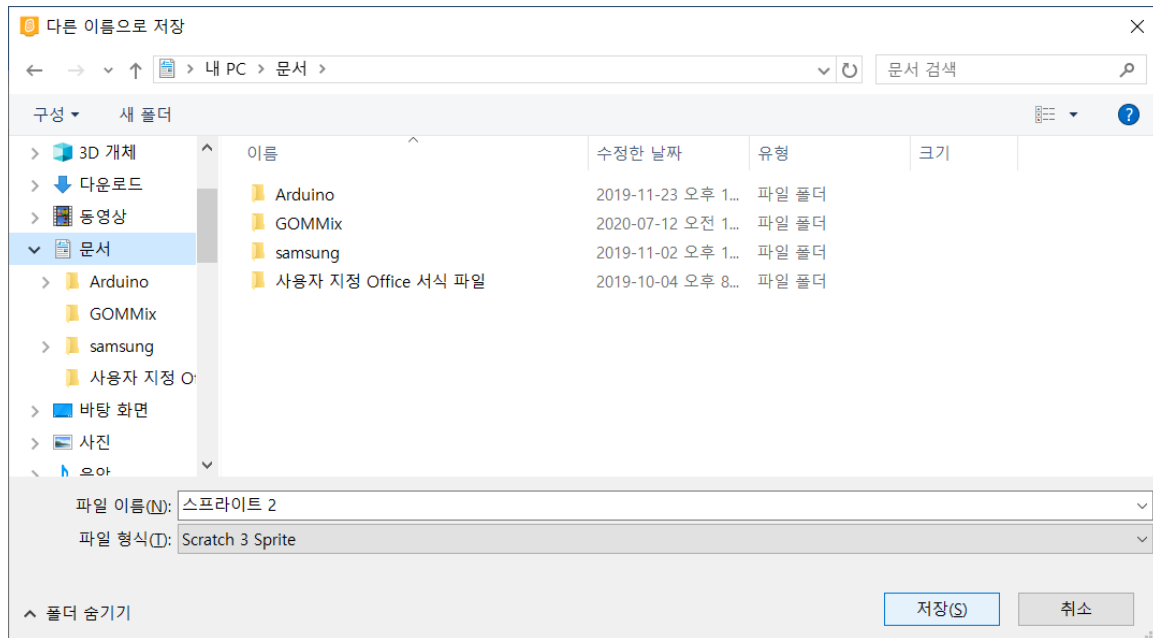 다른 이름으로 저장
내 PC > 문서 >
문서 검색
구성
새 폴더
3D 개체
다운로드
동영상
문서
Arduino
GOMMix
samsung
사용자 지정 O
바탕 화면
사진
이름 수정한 날짜 유형 크기
Arduino 2019-11-23 오후 1... 파일 폴더
GOMMix 2020-07-12 오전 1... 파일 폴더
samsung 2019-11-02 오후 1... 파일 폴더
사용자 지정 Office 서식 파일 2019-10-04 오후 8... 파일 폴더
파일 이름(N): 스프라이트 2
파일 형식(T): Scratch 3 Sprite
폴더 숨기기
저장(S)
취소